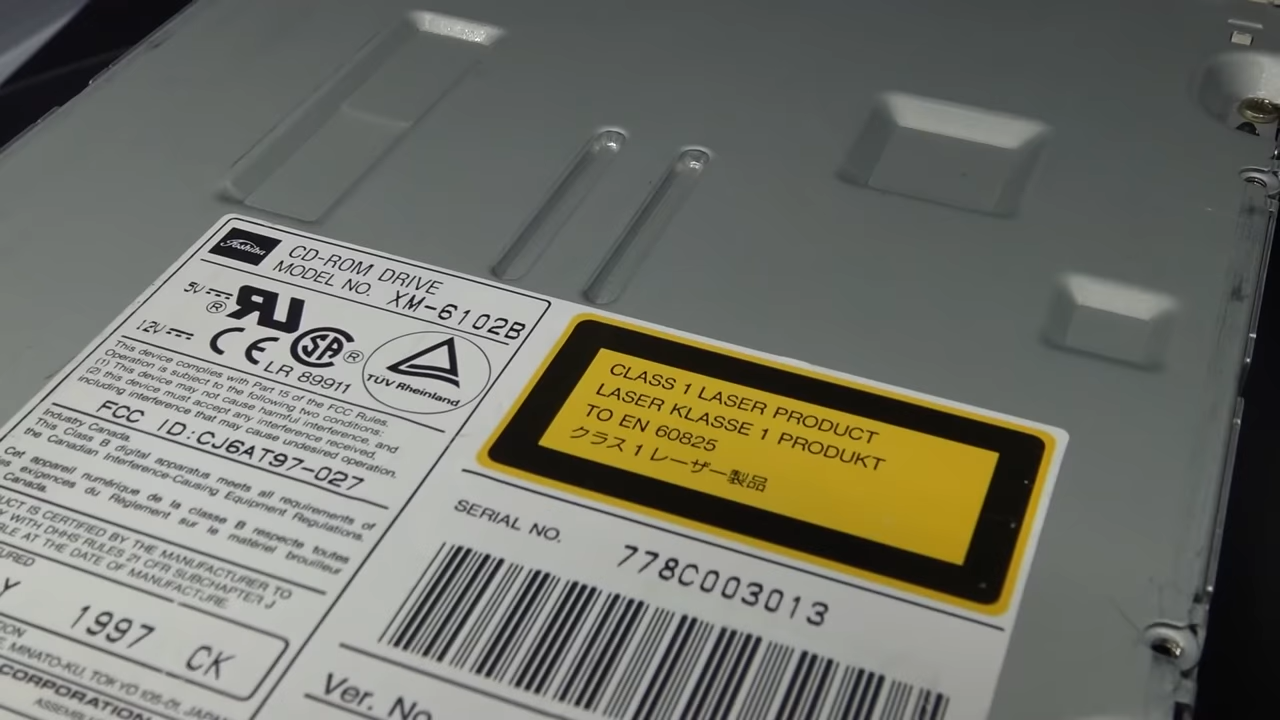 Toshiba
CD-ROM DRIVE
MODEL NO. XM-6102B
5V
12V
LR 89911
TÜV Rheinland
This device complies with Part 15 of the FCC Rules.
Operation is subject to the following two conditions:
(1) This device may not cause harmful interference, and
(2) this device must accept any interference received,
including interference that may cause undesired operation.
FCC ID:CJ6AT97-027
Industry Canada.
This Class B digital apparatus meets all requirements of
the Canadian Interference-Causing Equipment Regulations.
Cet appareil numérique de la classe B respecte toutes
exigences du Règlement sur le matériel brouilleur
Canada.
IS CERTIFIED BY THE MANUFACTURER TO
WITH DHHS RULES 21 CFR SUBCHAPTER J
AT THE DATE OF MANUFACTURE.
1997 CK
MINATO-KU, TOKYO 105-01, JAPAN
CORPORATION
CLASS 1 LASER PRODUCT
LASER KLASSE 1 PRODUKT
TO EN 60825
クラス1レーザー製品
SERIAL NO. 778C003013
Ver. No